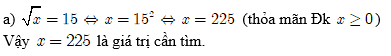 a) √x = 15 ⇔ x = 15² ⇔ x = 225 (thỏa mãn Đk x ≥ 0)
Vậy x = 225 là giá trị cần tìm.